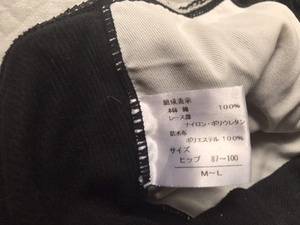 組成表示
本体 綿 100%
レース部
ナイロン・ポリウレタン
防水布
ポリエステル 100%
サイズ
ヒップ 87～100
M～L